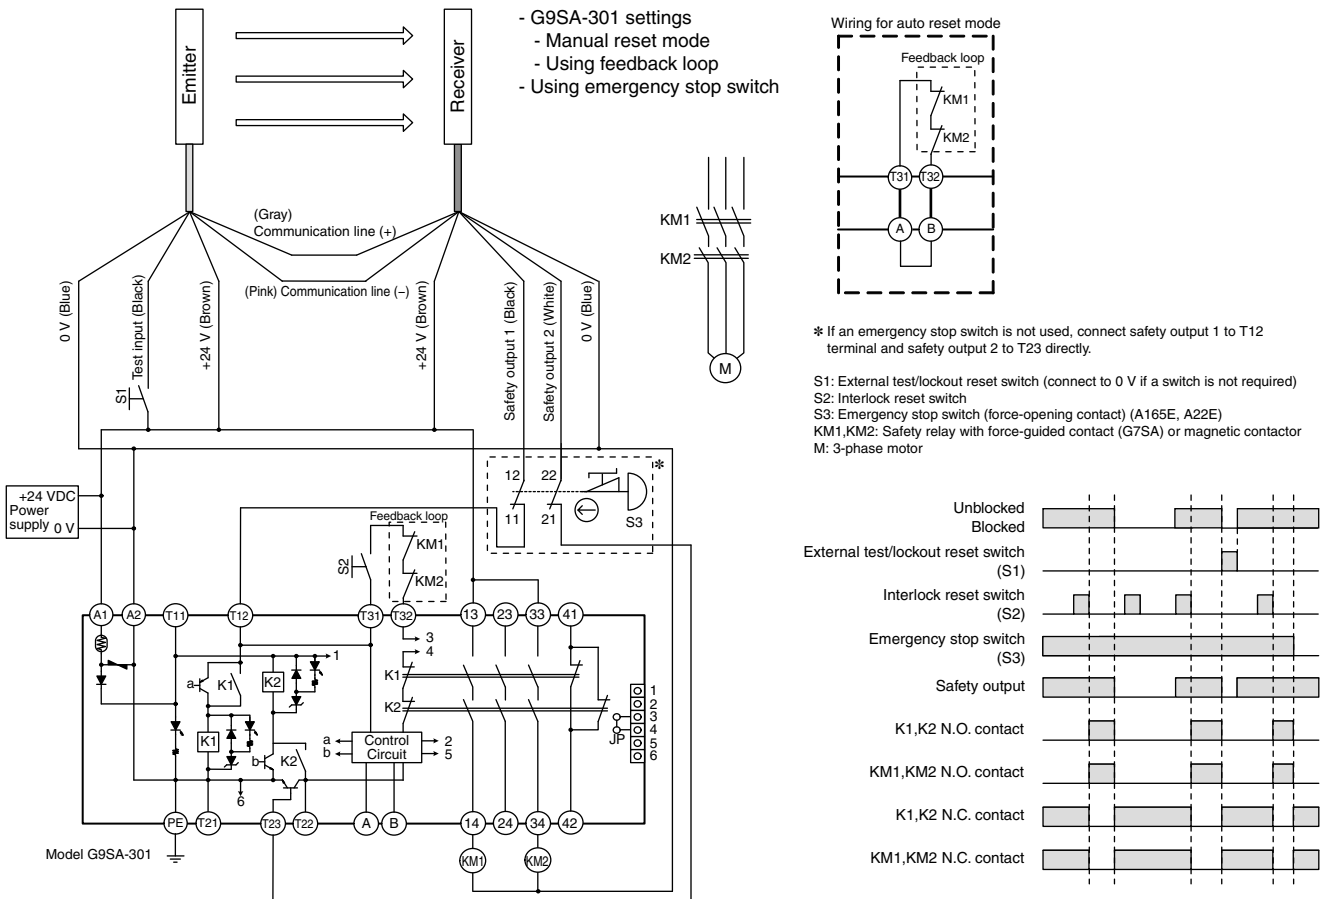 Emitter
Receiver
- G9SA-301 settings
- Manual reset mode
- Using feedback loop
- Using emergency stop switch
Wiring for auto reset mode
Feedback loop
KM1
KM2
T31
T32
A
B
(Gray)
Communication line (+)
(Pink) Communication line (−)
0 V (Blue)
Test input (Black)
+24 V (Brown)
+24 V (Brown)
Safety output 1 (Black)
Safety output 2 (White)
0 V (Blue)
S1
KM1
KM2
M
✻ If an emergency stop switch is not used, connect safety output 1 to T12
terminal and safety output 2 to T23 directly.
S1: External test/lockout reset switch (connect to 0 V if a switch is not required)
S2: Interlock reset switch
S3: Emergency stop switch (force-opening contact) (A165E, A22E)
KM1,KM2: Safety relay with force-guided contact (G7SA) or magnetic contactor
M: 3-phase motor
+24 VDC
Power
supply 0 V
✻
12
22
11
21
S3
Feedback loop
KM1
KM2
S2
A1
A2
T11
T12
T31
T32
13
23
33
41
3
4
1
a
K1
K2
K1
K2
K1
b
K2
a
b
Control
Circuit
2
5
6
JP
1
2
3
4
5
6
PE
T21
T23
T22
A
B
14
24
34
42
KM1
KM2
Model G9SA-301
Unblocked
Blocked
External test/lockout reset switch
(S1)
Interlock reset switch
(S2)
Emergency stop switch
(S3)
Safety output
K1,K2 N.O. contact
KM1,KM2 N.O. contact
K1,K2 N.C. contact
KM1,KM2 N.C. contact